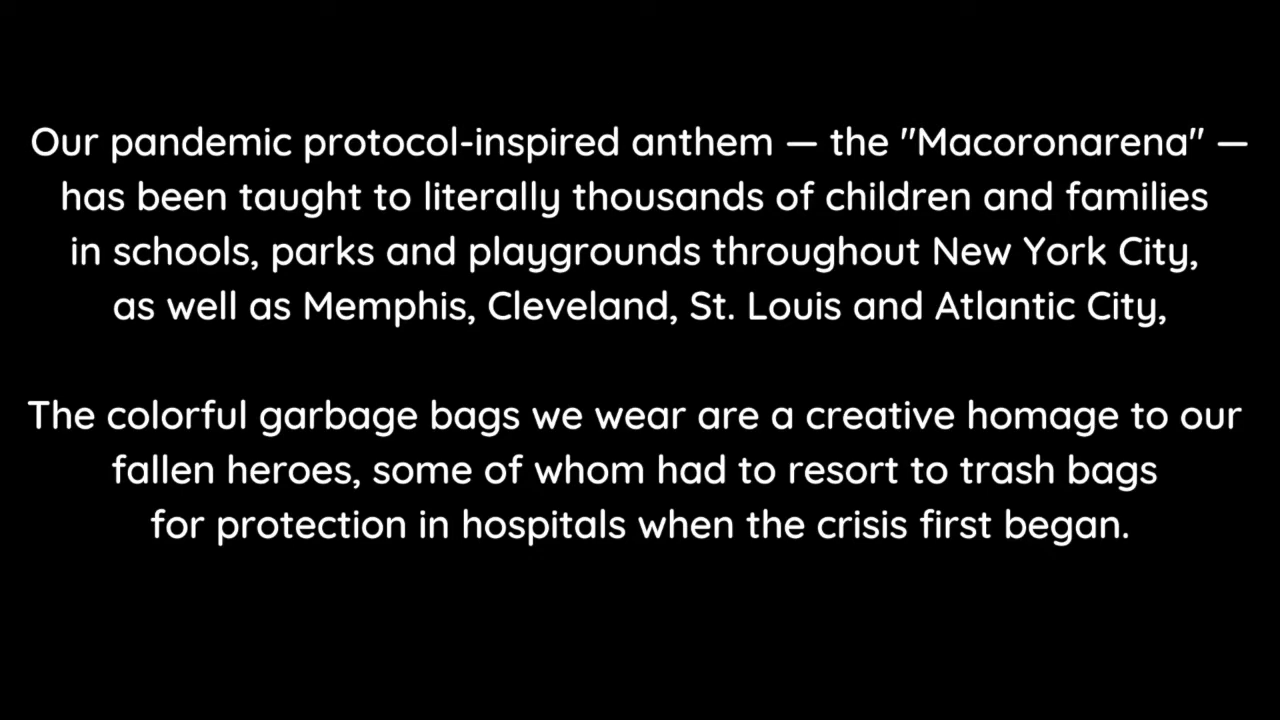 Our pandemic protocol-inspired anthem — the "Macoronarena" —
has been taught to literally thousands of children and families
in schools, parks and playgrounds throughout New York City,
as well as Memphis, Cleveland, St. Louis and Atlantic City,
The colorful garbage bags we wear are a creative homage to our
fallen heroes, some of whom had to resort to trash bags
for protection in hospitals when the crisis first began.